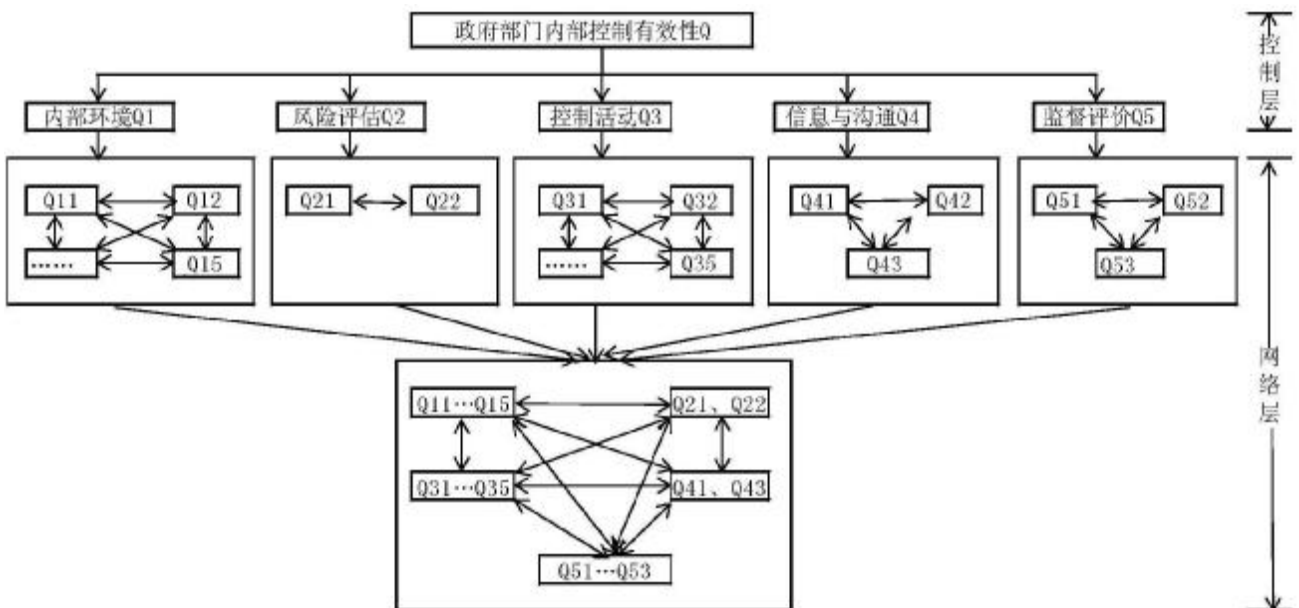 政府部门内部控制有效性Q
控制层
内部环境Q1
风险评估Q2
控制活动Q3
信息与沟通Q4
监督评价Q5
Q11
Q12
……
Q15
Q21
Q22
Q31
Q32
……
Q35
Q41
Q42
Q43
Q51
Q52
Q53
网络层
Q11…Q15
Q21、Q22
Q31…Q35
Q41、Q43
Q51…Q53